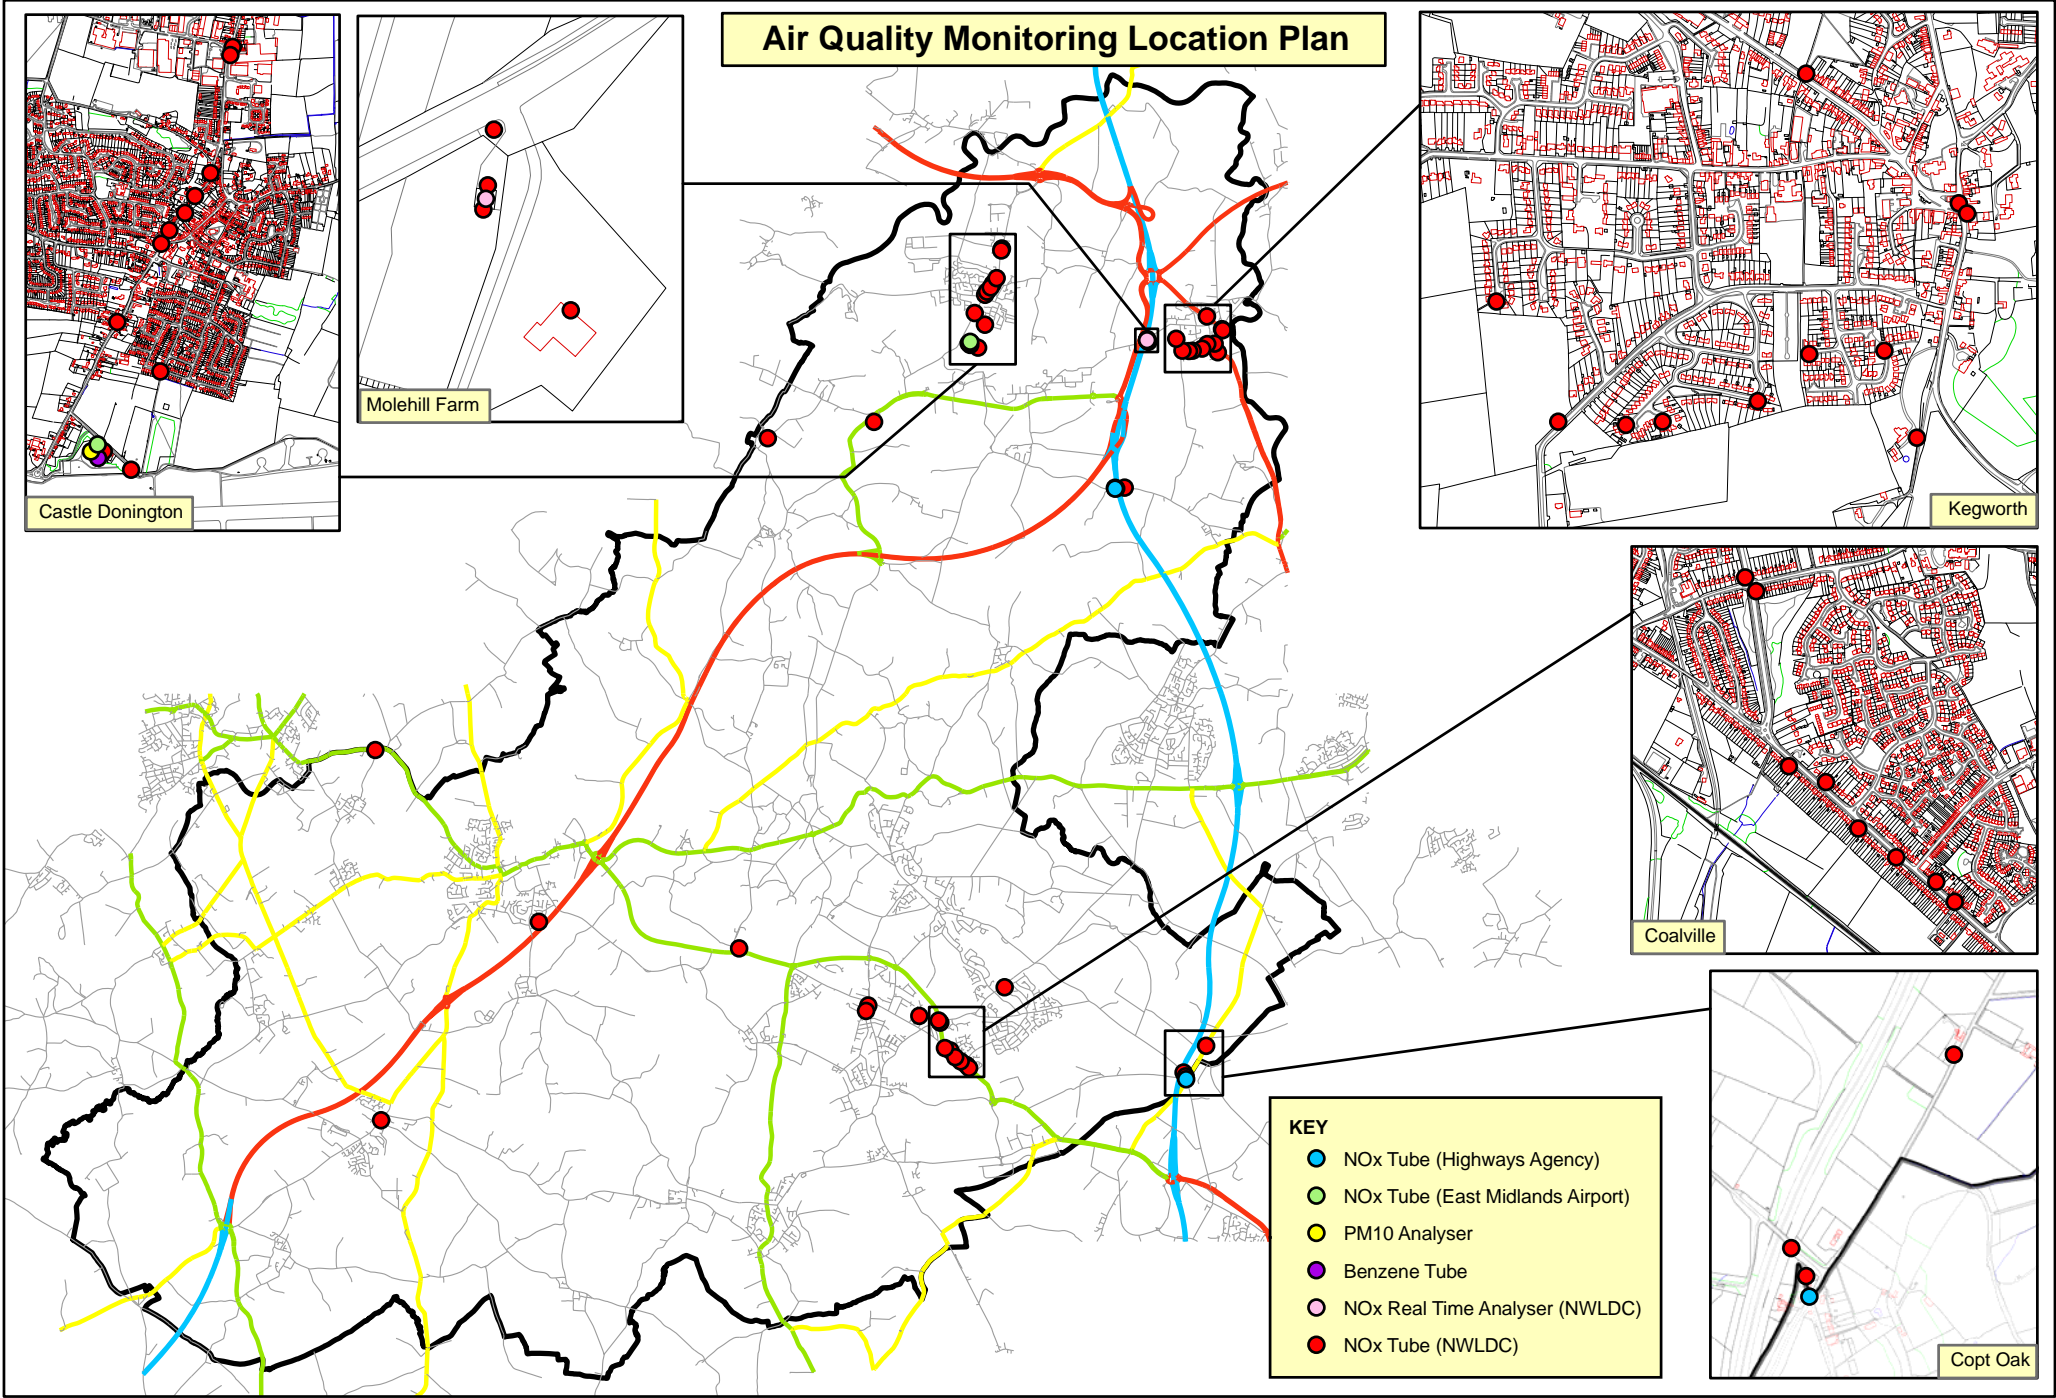 Air Quality Monitoring Location Plan
Molehill Farm
Castle Donington
Kegworth
Coalville
Copt Oak
KEY
NOx Tube (Highways Agency)
NOx Tube (East Midlands Airport)
PM10 Analyser
Benzene Tube
NOx Real Time Analyser (NWLDC)
NOx Tube (NWLDC)